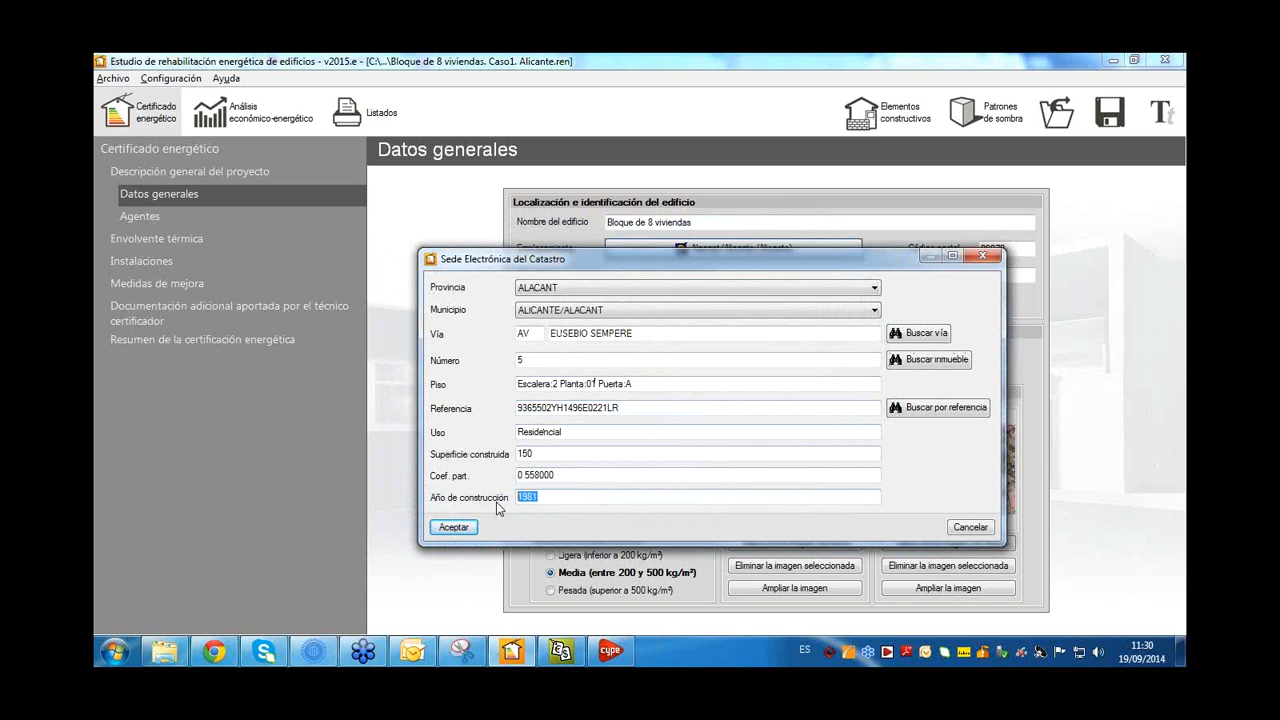 Estudio de rehabilitación energética de edificios - v2015.e - [C:\...\Bloque de 8 viviendas. Caso1. Alicante.ren]
Archivo Configuración Ayuda
Certificado energético
Análisis económico-energético
Listados
Elementos constructivos
Patrones de sombra
Tt
Certificado energético
Descripción general del proyecto
Datos generales
Agentes
Envolvente térmica
Instalaciones
Medidas de mejora
Documentación adicional aportada por el técnico
certificador
Resumen de la certificación energética
Datos generales
Localización e identificación del edificio
Nombre del edificio Bloque de 8 viviendas
Sede Electrónica del Catastro
Provincia ALACANT
Municipio ALICANTE/ALACANT
Vía AV EUSEBIO SEMPERE Buscar vía
Número 5 Buscar inmueble
Piso Escalera:2 Planta:01 Puerta:A
Referencia 9365502YH1496E0221LR Buscar por referencia
Uso Residencial
Superficie construida 150
Coef. part. 0 558000
Año de construcción 1981
Aceptar Cancelar
Ligera (inferior a 200 kg/m²)
Media (entre 200 y 500 kg/m²)
Pesada (superior a 500 kg/m²)
Eliminar la imagen seleccionada Eliminar la imagen seleccionada
Ampliar la imagen Ampliar la imagen
cype
ES
11:30
19/09/2014